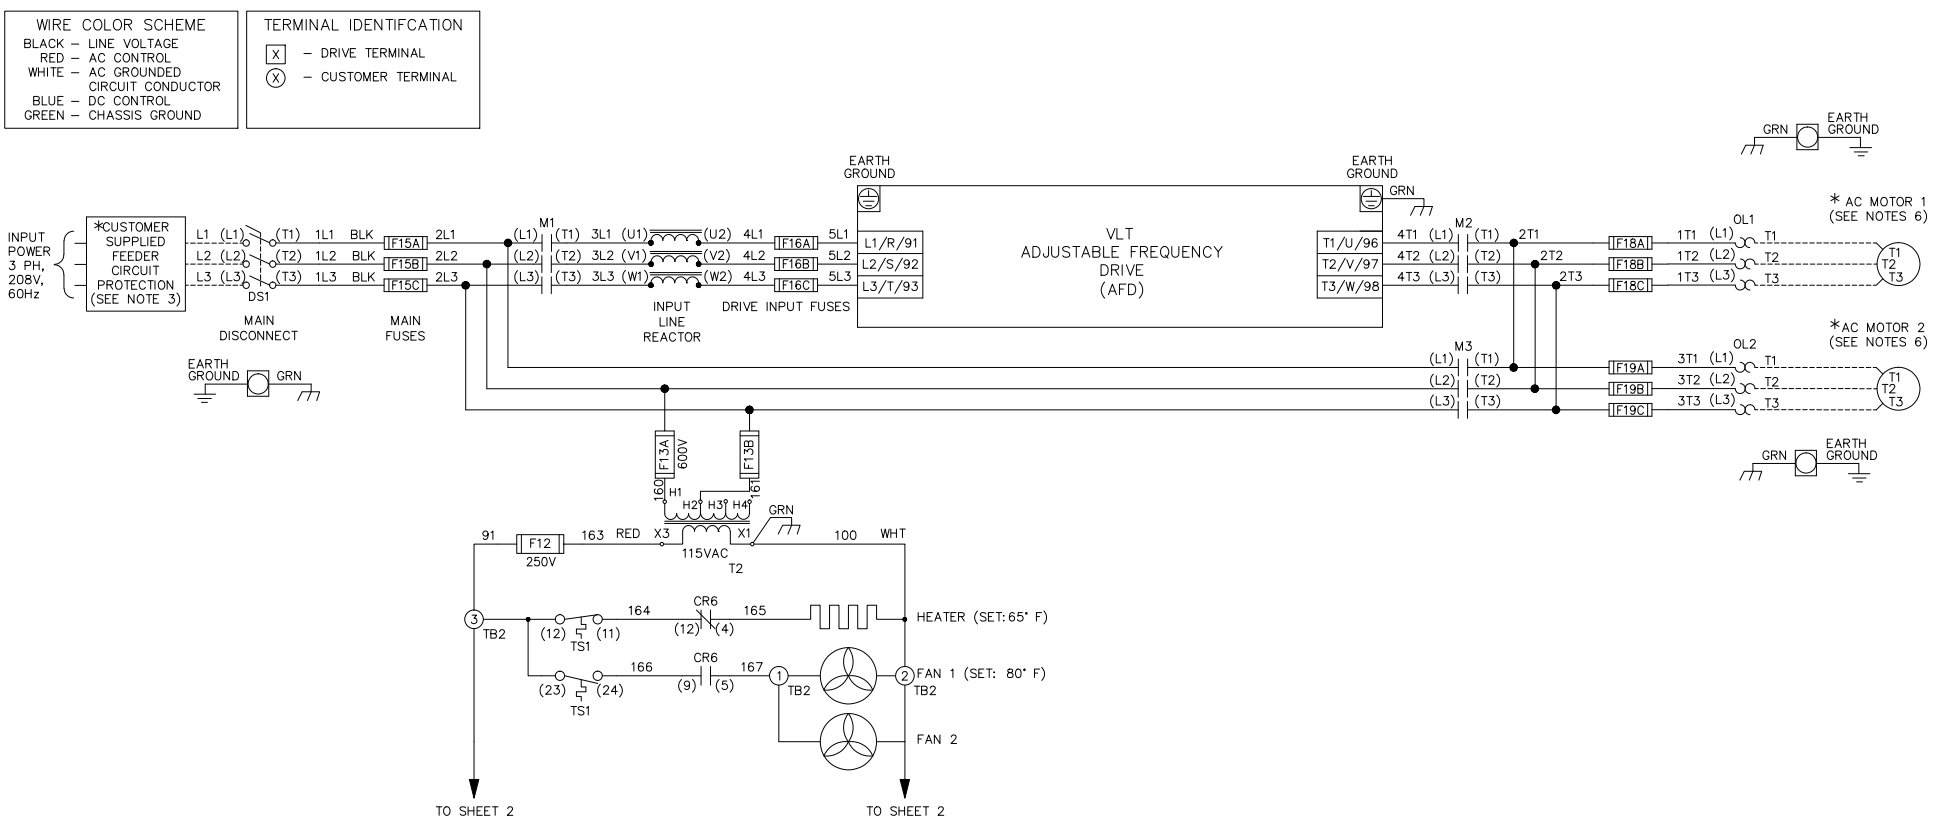 WIRE COLOR SCHEME
BLACK – LINE VOLTAGE
RED – AC CONTROL
WHITE – AC GROUNDED
CIRCUIT CONDUCTOR
BLUE – DC CONTROL
GREEN – CHASSIS GROUND
TERMINAL IDENTIFCATION
X – DRIVE TERMINAL
X – CUSTOMER TERMINAL
INPUT
POWER
3 PH,
208V,
60Hz
*CUSTOMER
SUPPLIED
FEEDER
CIRCUIT
PROTECTION
(SEE NOTE 3)
L1 (L1) (T1) 1L1 BLK F15A 2L1 (L1) M1 (T1) 3L1 (U1) (U2) 4L1 F16A 5L1 L1/R/91
L2 (L2) (T2) 1L2 BLK F15B 2L2 (L2) (T2) 3L2 (V1) (V2) 4L2 F16B 5L2 L2/S/92
L3 (L3) (T3) 1L3 BLK F15C 2L3 (L3) (T3) 3L3 (W1) (W2) 4L3 F16C 5L3 L3/T/93
DS1
MAIN
DISCONNECT
MAIN
FUSES
INPUT
LINE
REACTOR
DRIVE INPUT FUSES
EARTH
GROUND
GRN
EARTH
GROUND
VLT
ADJUSTABLE FREQUENCY
DRIVE
(AFD)
EARTH
GROUND
GRN
T1/U/96 4T1 (L1) M2 (T1) 2T1 F18A 1T1 (L1) OL1 T1
T2/V/97 4T2 (L2) (T2) 2T2 F18B 1T2 (L2) T2
T3/W/98 4T3 (L3) (T3) 2T3 F18C 1T3 (L3) T3
GRN
EARTH
GROUND
* AC MOTOR 1
(SEE NOTES 6)
T1
T2
T3
M3
(L1) (T1) F19A 3T1 (L1) OL2 T1
(L2) (T2) F19B 3T2 (L2) T2
(L3) (T3) F19C 3T3 (L3) T3
*AC MOTOR 2
(SEE NOTES 6)
T1
T2
T3
GRN
EARTH
GROUND
F13A
600V
F13B
160
161
H1
H2 H3 H4
GRN
91 F12 163 RED X3 X1 100 WHT
250V
115VAC
T2
3
TB2
(12) (11)
TS1
164
CR6
(12) (4)
165
HEATER (SET:65° F)
(23) (24)
TS1
166
CR6
(9) (5)
167
1
TB2
2
TB2
FAN 1 (SET: 80° F)
FAN 2
TO SHEET 2
TO SHEET 2